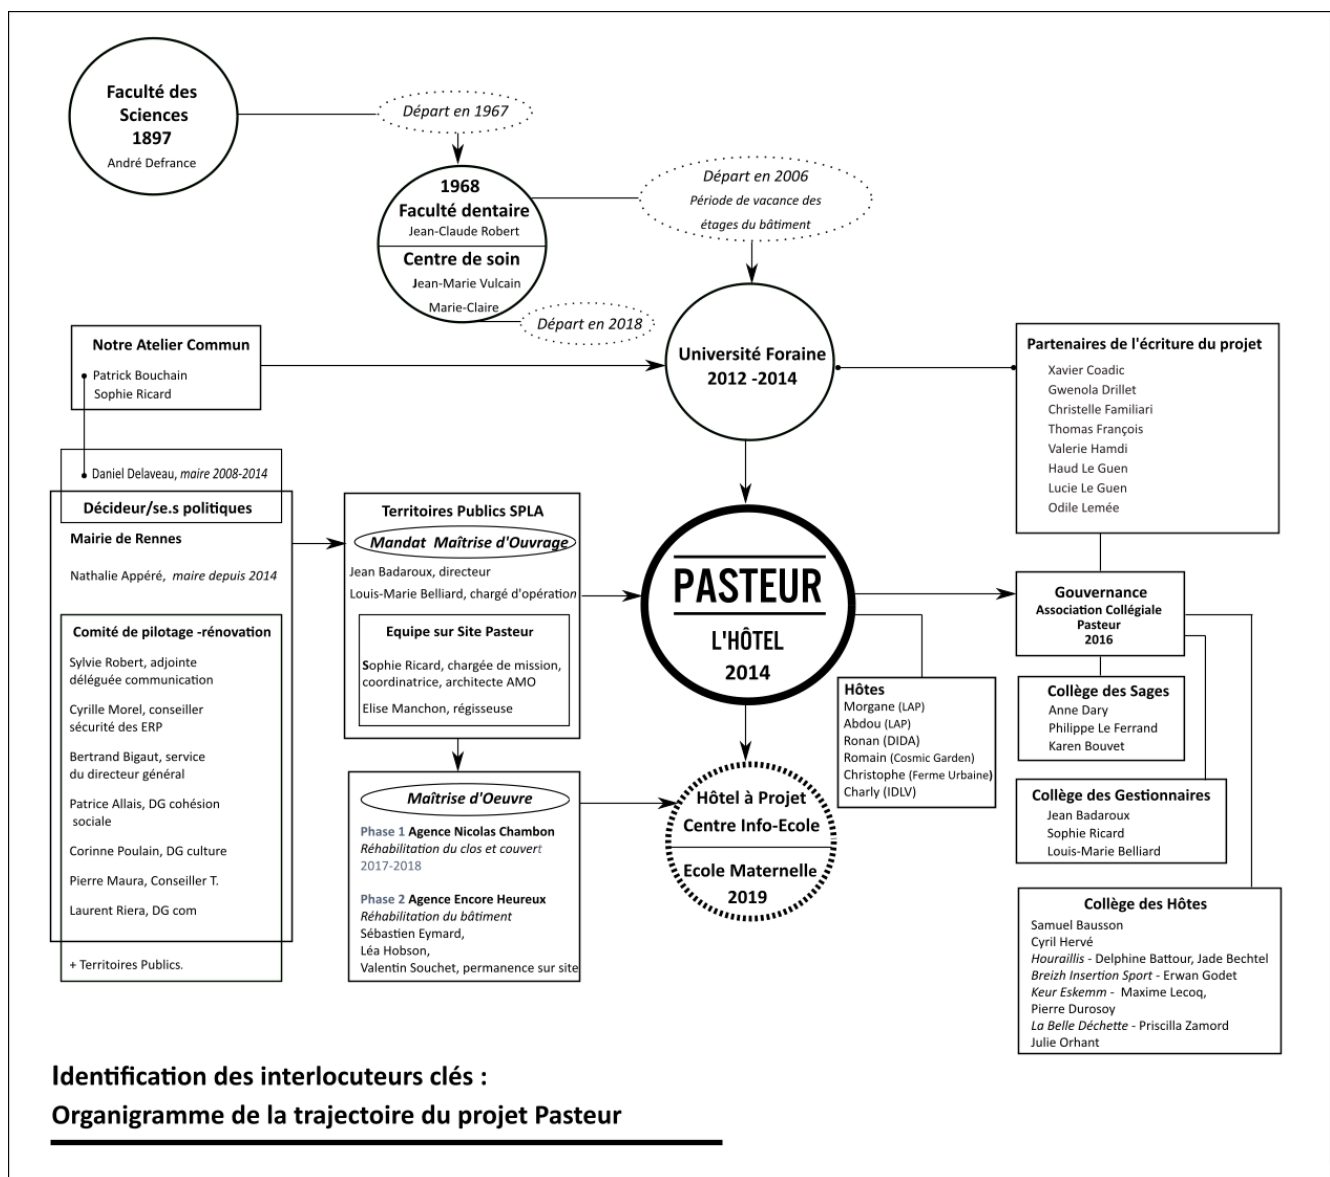 Faculté des
Sciences
1897
André Defrance
Départ en 1967
1968
Faculté dentaire
Jean-Claude Robert
Centre de soin
Jean-Marie Vulcain
Marie-Claire
Départ en 2006
Période de vacance des
étages du bâtiment
Départ en 2018
Notre Atelier Commun
Patrick Bouchain
Sophie Ricard
Université Foraine
2012 -2014
Partenaires de l'écriture du projet
Xavier Coadic
Gwenola Drillet
Christelle Familiari
Thomas François
Valerie Hamdi
Haud Le Guen
Lucie Le Guen
Odile Lemée
Daniel Delaveau, maire 2008-2014
Décideur/se.s politiques
Mairie de Rennes
Nathalie Appéré, maire depuis 2014
Comité de pilotage -rénovation
Sylvie Robert, adjointe
déléguée communication
Cyrille Morel, conseiller
sécurité des ERP
Bertrand Bigaut, service
du directeur général
Patrice Allais, DG cohésion
sociale
Corinne Poulain, DG culture
Pierre Maura, Conseiller T.
Laurent Riera, DG com
+ Territoires Publics.
Territoires Publics SPLA
Mandat Maîtrise d'Ouvrage
Jean Badaroux, directeur
Louis-Marie Belliard, chargé d'opération
Equipe sur Site Pasteur
Sophie Ricard, chargée de mission,
coordinatrice, architecte AMO
Elise Manchon, régisseuse
Maîtrise d'Oeuvre
Phase 1 Agence Nicolas Chambon
Réhabilitation du clos et couvert
2017-2018
Phase 2 Agence Encore Heureux
Réhabilitation du bâtiment
Sébastien Eymard,
Léa Hobson,
Valentin Souchet, permanence sur site
PASTEUR
L'HÔTEL
2014
Hôtes
Morgane (LAP)
Abdou (LAP)
Ronan (DIDA)
Romain (Cosmic Garden)
Christophe (Ferme Urbaine)
Charly (IDLV)
Hôtel à Projet
Centre Info-Ecole
Ecole Maternelle
2019
Gouvernance
Association Collégiale
Pasteur
2016
Collège des Sages
Anne Dary
Philippe Le Ferrand
Karen Bouvet
Collège des Gestionnaires
Jean Badaroux
Sophie Ricard
Louis-Marie Belliard
Collège des Hôtes
Samuel Bausson
Cyril Hervé
Houraillis - Delphine Battour, Jade Bechtel
Breizh Insertion Sport - Erwan Godet
Keur Eskemm - Maxime Lecoq,
Pierre Durosoy
La Belle Déchette - Priscilla Zamord
Julie Orhant
Identification des interlocuteurs clés :
Organigramme de la trajectoire du projet Pasteur